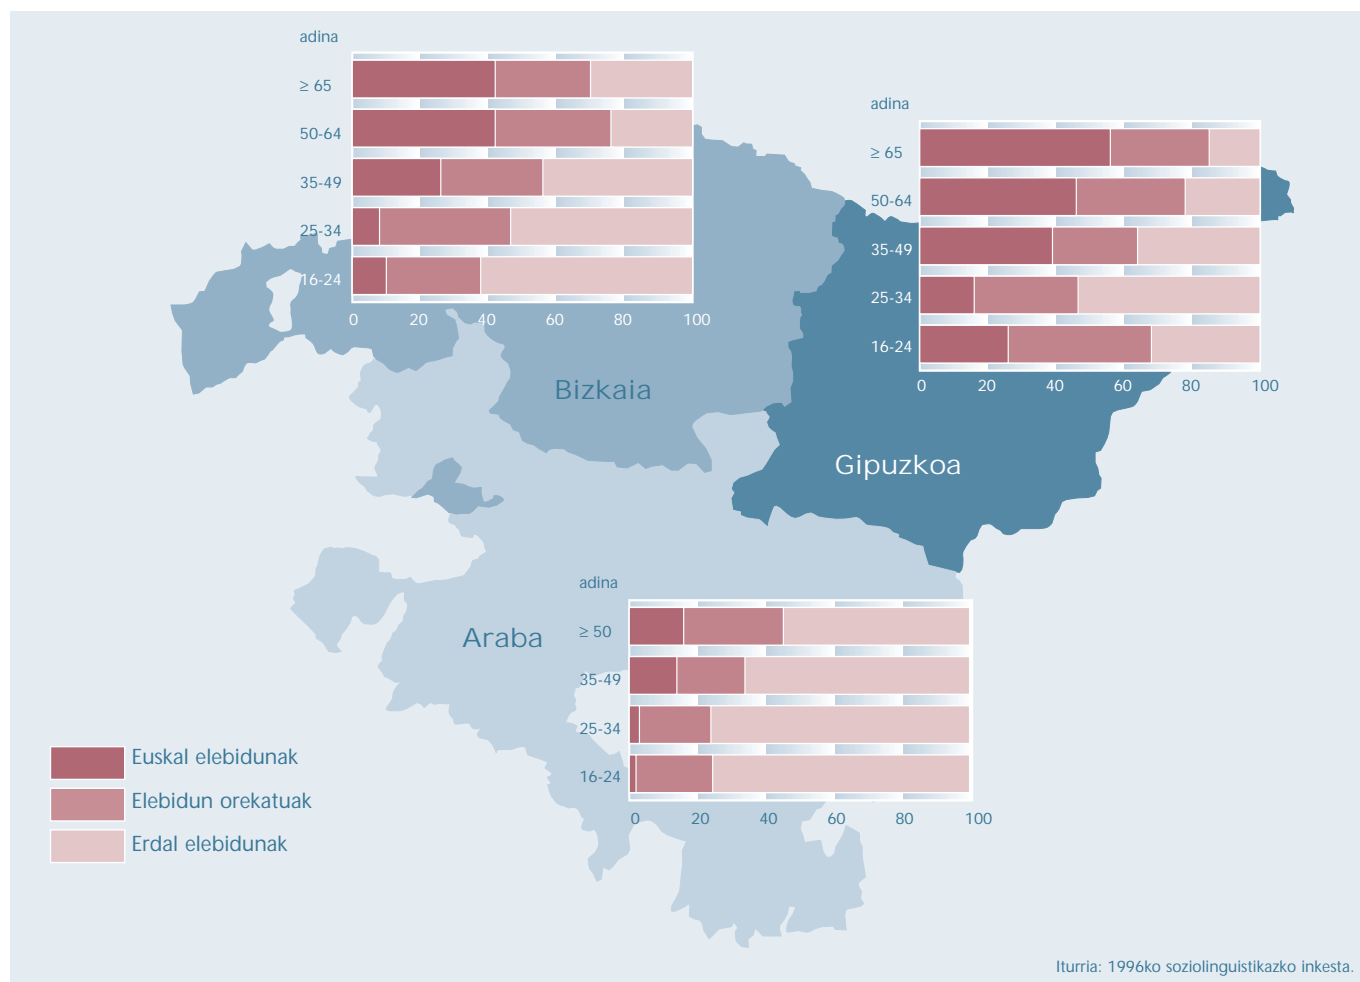 adina
≥ 65
50-64
35-49
25-34
16-24
0 20 40 60 80 100
Bizkaia
adina
≥ 65
50-64
35-49
25-34
16-24
0 20 40 60 80 100
Gipuzkoa
adina
≥ 50
35-49
25-34
16-24
0 20 40 60 80 100
Araba
Euskal elebidunak
Elebidun orekatuak
Erdal elebidunak
Iturria: 1996ko soziolinguistikazko inkesta.